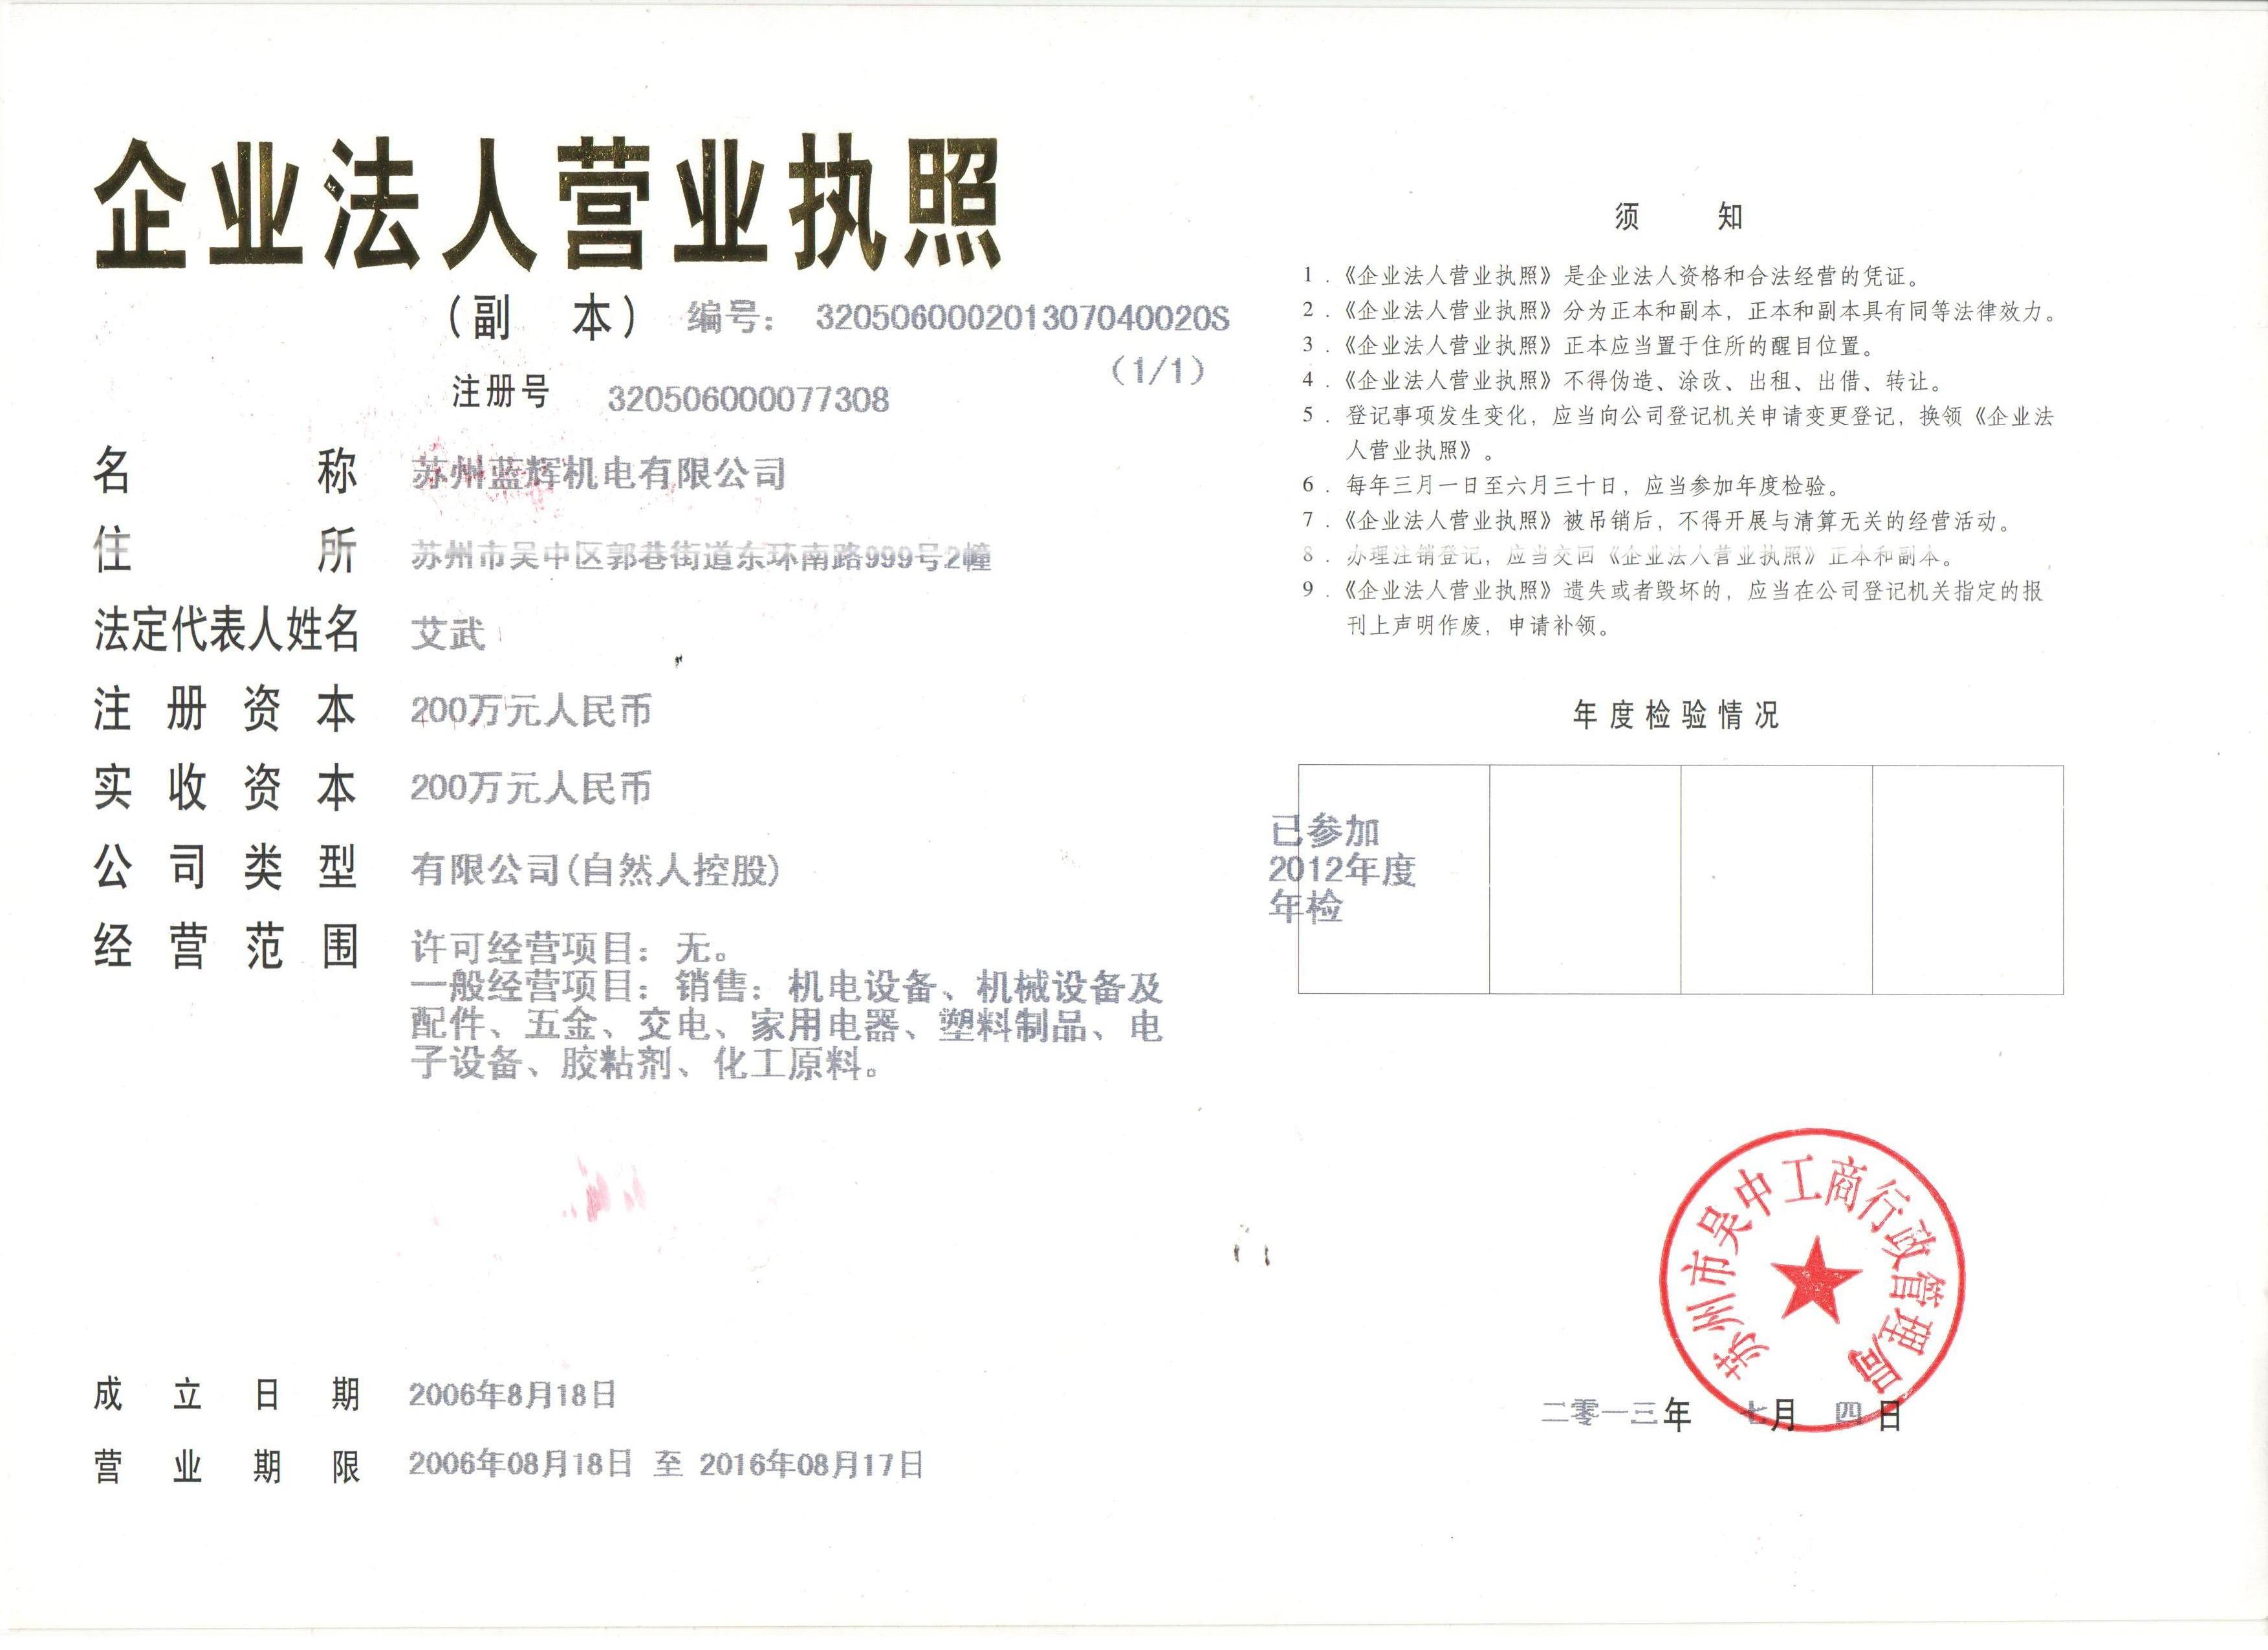 企业法人营业执照
（副 本） 编号： 320506000201307040020S
（1/1）
注册号 320506000077308
名 称 苏州蓝辉机电有限公司
住 所 苏州市吴中区郭巷街道东环南路999号2幢
法定代表人姓名 艾武
注 册 资 本 200万元人民币
实 收 资 本 200万元人民币
公 司 类 型 有限公司(自然人控股)
经 营 范 围 许可经营项目：无。
一般经营项目：销售：机电设备、机械设备及
配件、五金、交电、家用电器、塑料制品、电
子设备、胶粘剂、化工原料。
成 立 日 期 2006年8月18日
营 业 期 限 2006年08月18日 至 2016年08月17日
须 知
1．《企业法人营业执照》是企业法人资格和合法经营的凭证。
2．《企业法人营业执照》分为正本和副本，正本和副本具有同等法律效力。
3．《企业法人营业执照》正本应当置于住所的醒目位置。
4．《企业法人营业执照》不得伪造、涂改、出租、出借、转让。
5．登记事项发生变化，应当向公司登记机关申请变更登记，换领《企业法
人营业执照》。
6．每年三月一日至六月三十日，应当参加年度检验。
7．《企业法人营业执照》被吊销后，不得开展与清算无关的经营活动。
8．办理注销登记，应当交回《企业法人营业执照》正本和副本。
9．《企业法人营业执照》遗失或者毁坏的，应当在公司登记机关指定的报
刊上声明作废，申请补领。
年度检验情况
已参加
2012年度
年检
苏州市吴中工商行政管理局
二零一三年 七月 四日